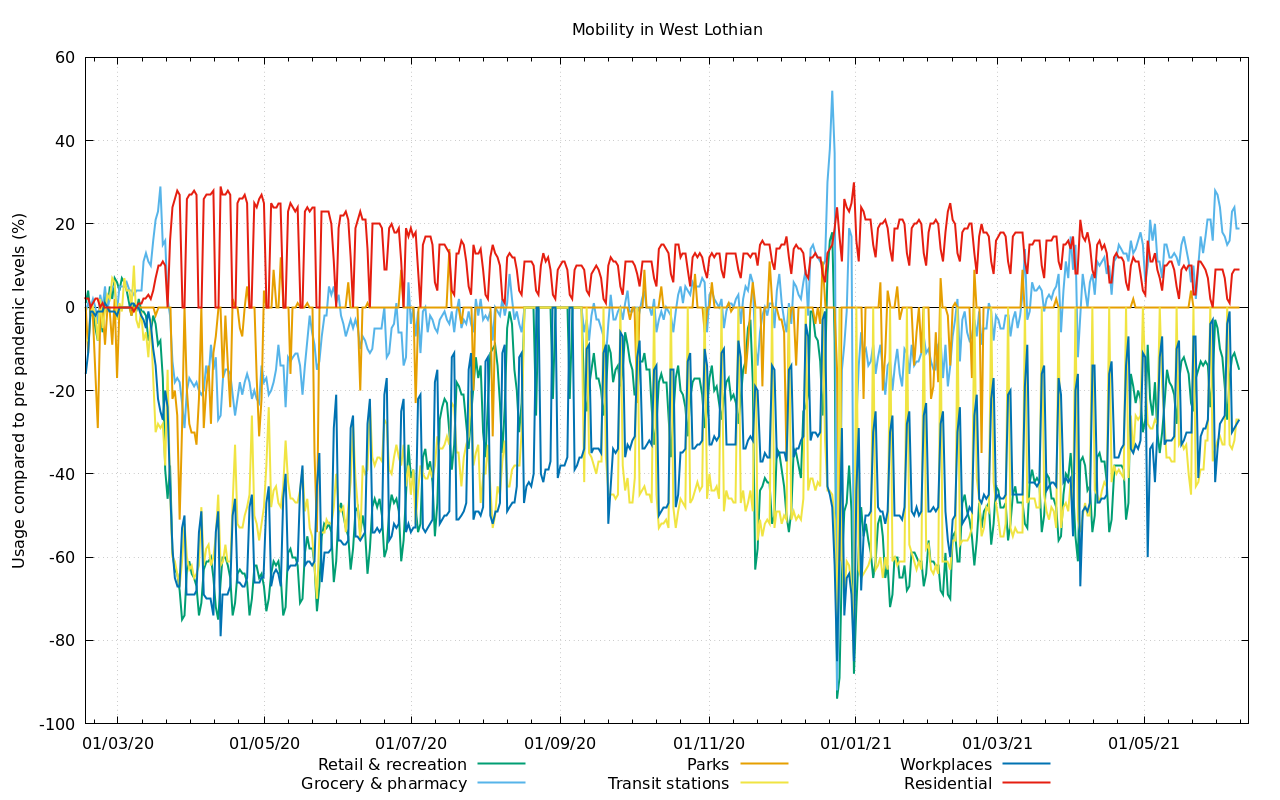 Mobility in West Lothian
Usage compared to pre pandemic levels (%)
60
40
20
0
-20
-40
-60
-80
-100
01/03/20 01/05/20 01/07/20 01/09/20 01/11/20 01/01/21 01/03/21 01/05/21
Retail & recreation Parks Workplaces
Grocery & pharmacy Transit stations Residential